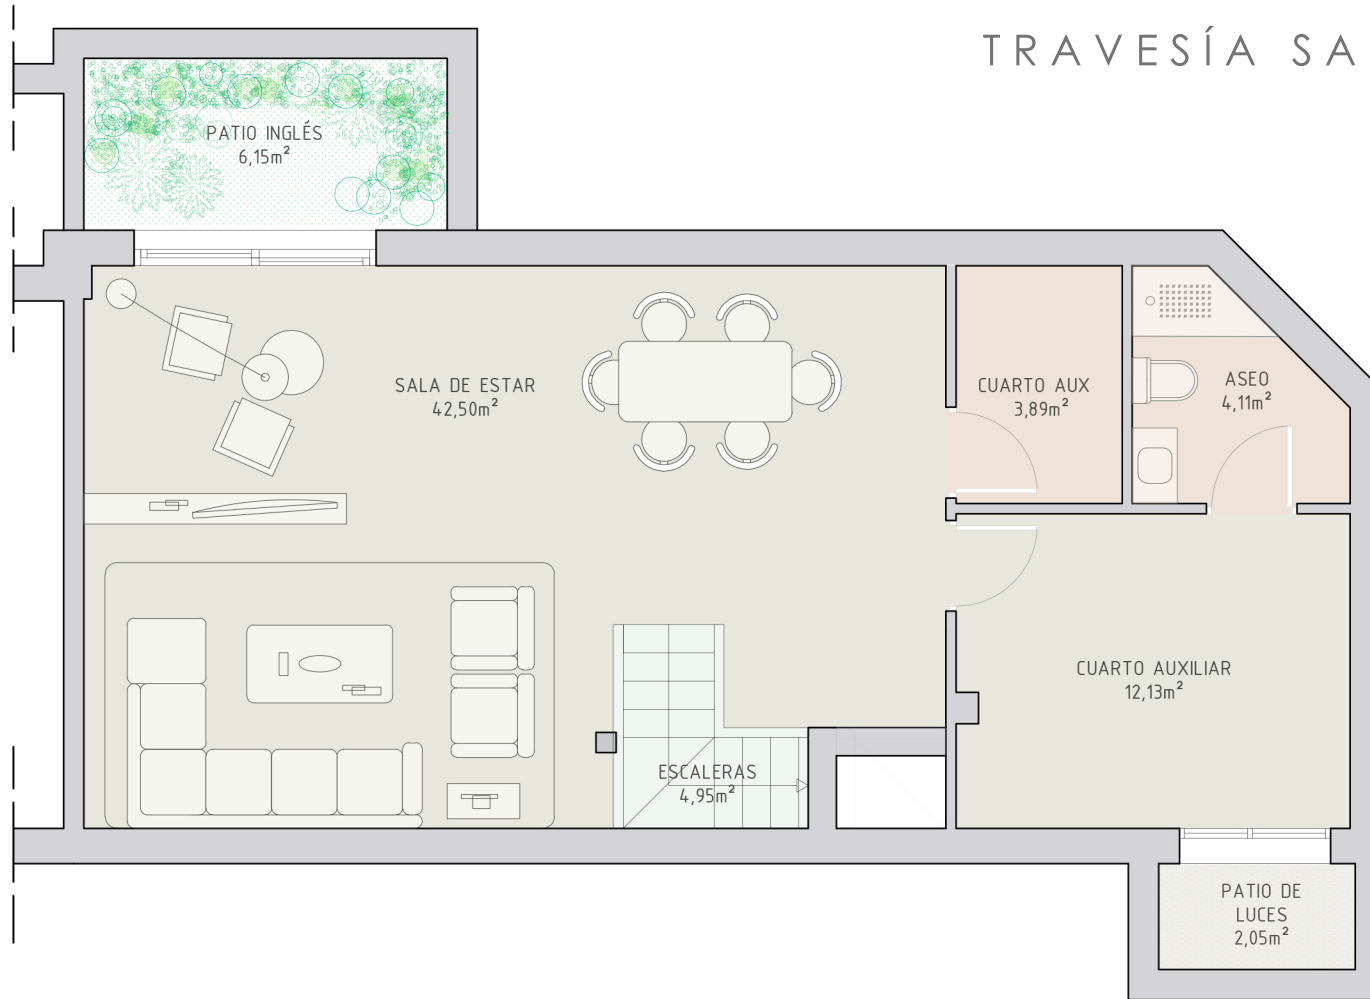 TRAVESÍA SA
PATIO INGLÉS
6,15m²
SALA DE ESTAR
42,50m²
CUARTO AUX
3,89m²
ASEO
4,11m²
CUARTO AUXILIAR
12,13m²
ESCALERAS
4,95m²
PATIO DE
LUCES
2,05m²